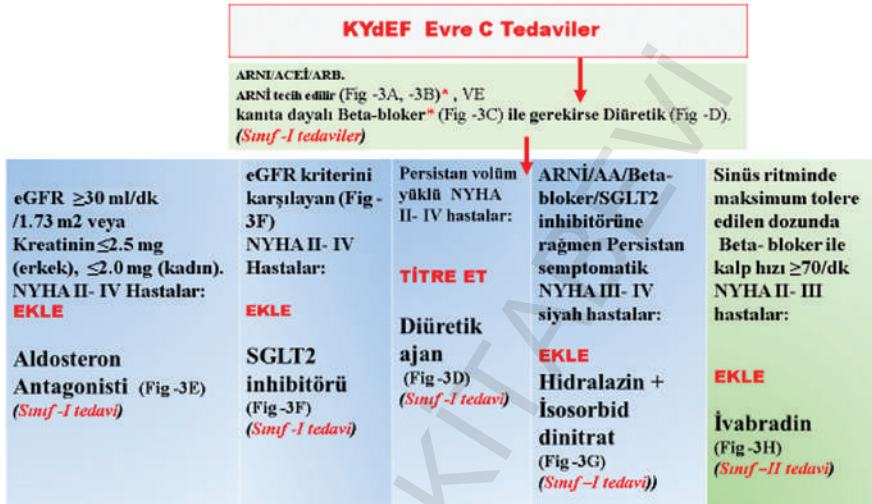 KYdEF Evre C Tedaviler
ARNI/ACEİ/ARB.
ARNİ tecih edilir (Fig -3A, -3B)*, VE
kanıta dayalı Beta-bloker* (Fig -3C) ile gerekirse Diüretik (Fig -D).
(Sınıf -I tedaviler)
eGFR ≥30 ml/dk
/1.73 m2 veya
Kreatinin≤2.5 mg
(erkek), ≤2.0 mg (kadın).
NYHA II- IV Hastalar:
EKLE
Aldosteron
Antagonisti (Fig -3E)
(Sınıf -I tedavi)
eGFR kriterini
karşılayan (Fig -
3F)
NYHA II- IV
Hastalar:
EKLE
SGLT2
inhibitörü
(Fig -3F)
(Sınıf -I tedavi)
Persistan volüm
yüklü NYHA
II- IV hastalar:
TİTRE ET
Diüretik
ajan
(Fig -3D)
(Sınıf -I tedavi)
ARNİ/AA/Beta-
bloker/SGLT2
inhibitörüne
rağmen Persistan
semptomatik
NYHA III- IV
siyah hastalar:
EKLE
Hidralazin +
İsosorbid
dinitrat
(Fig -3G)
(Sınıf –I tedavi))
Sinüs ritminde
maksimum tolere
edilen dozunda
Beta- bloker ile
kalp hızı ≥70/dk
NYHA II- III
hastalar:
EKLE
İvabradin
(Fig -3H)
(Sınıf –II tedavi)
KİTABEVİ